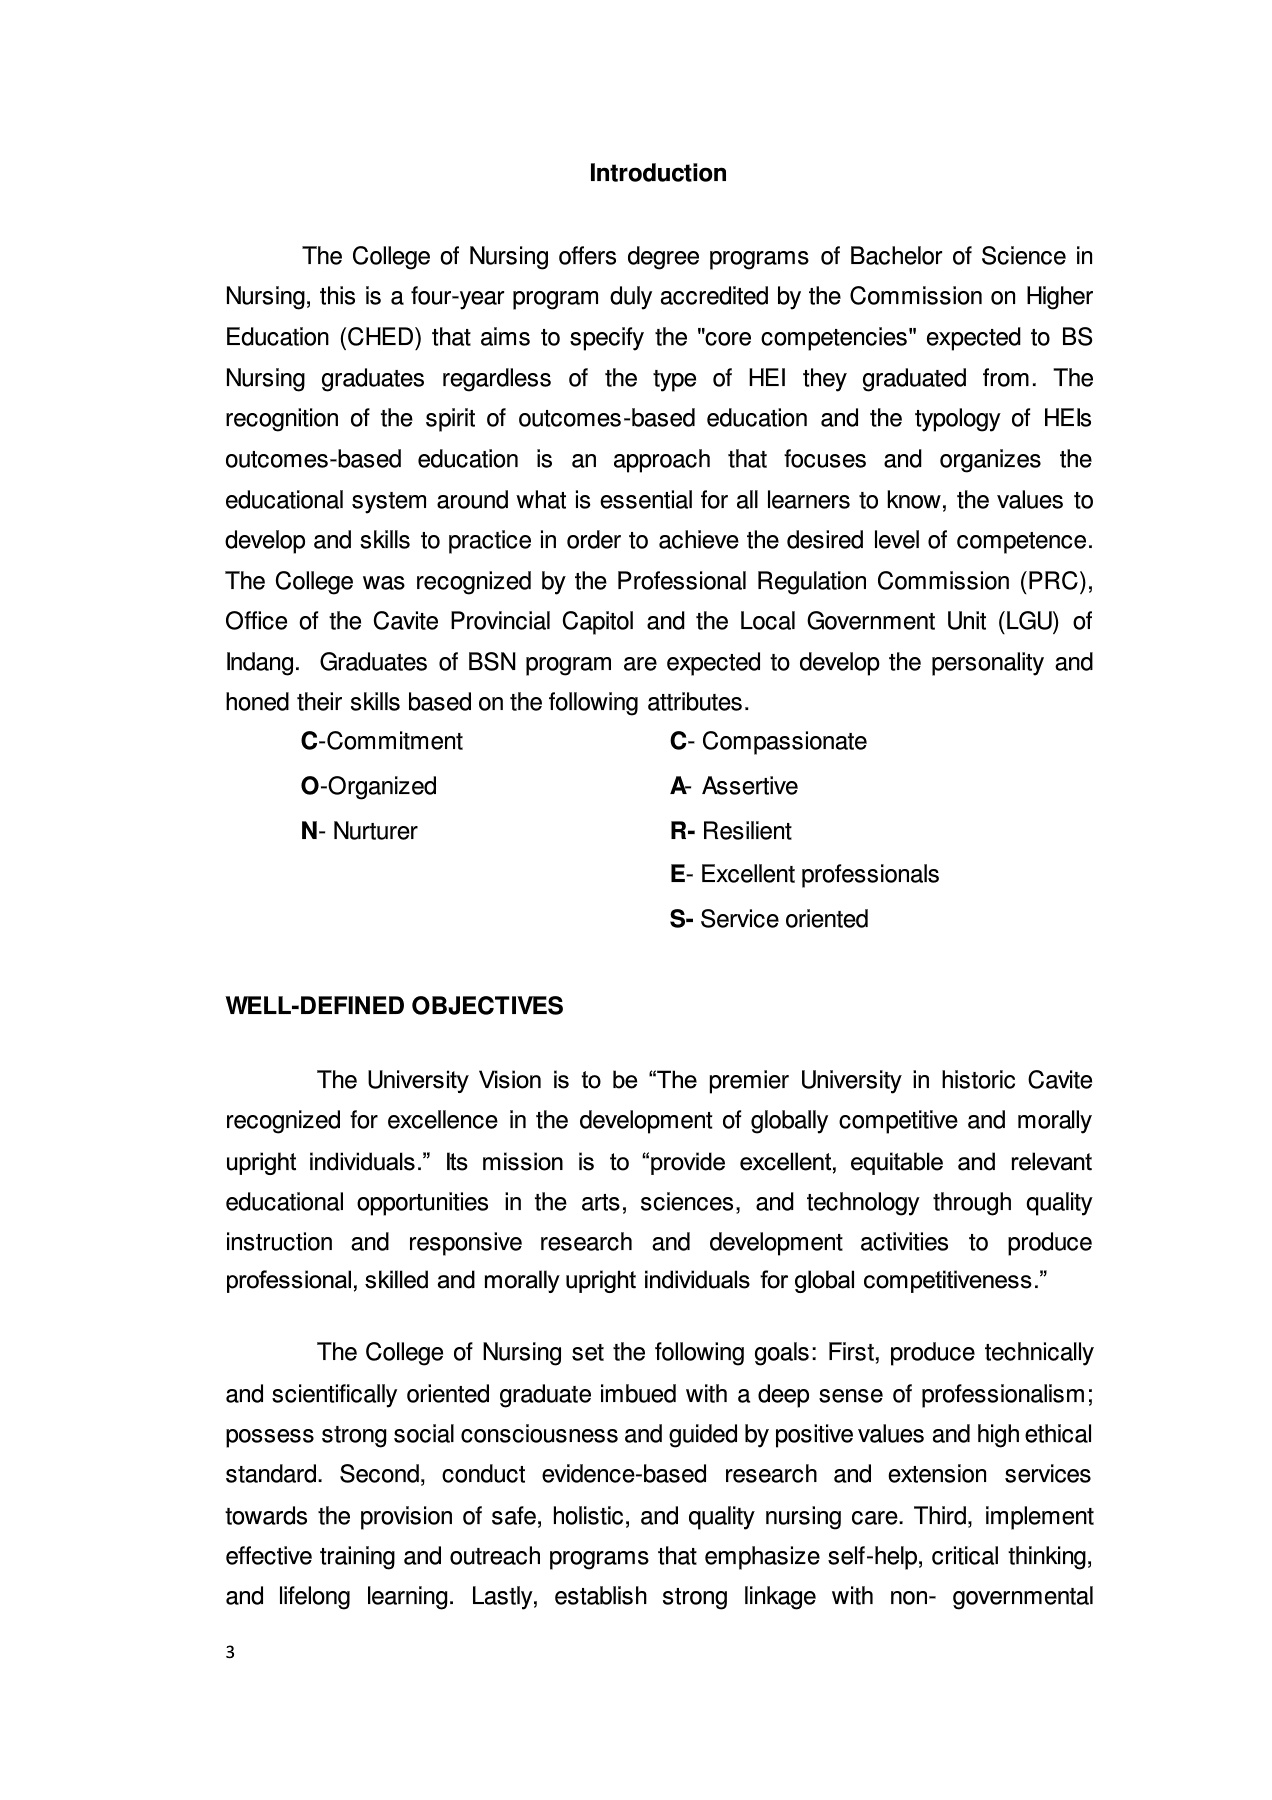 Introduction
The College of Nursing offers degree programs of Bachelor of Science in
Nursing, this is a four-year program duly accredited by the Commission on Higher
Education (CHED) that aims to specify the "core competencies" expected to BS
Nursing graduates regardless of the type of HEI they graduated from. The
recognition of the spirit of outcomes-based education and the typology of HEIs
outcomes-based education is an approach that focuses and organizes the
educational system around what is essential for all learners to know, the values to
develop and skills to practice in order to achieve the desired level of competence.
The College was recognized by the Professional Regulation Commission (PRC),
Office of the Cavite Provincial Capitol and the Local Government Unit (LGU) of
Indang. Graduates of BSN program are expected to develop the personality and
honed their skills based on the following attributes.
C-Commitment
O-Organized
N- Nurturer
C- Compassionate
A- Assertive
R- Resilient
E- Excellent professionals
S- Service oriented
WELL-DEFINED OBJECTIVES
The University Vision is to be “The premier University in historic Cavite
recognized for excellence in the development of globally competitive and morally
upright individuals.” Its mission is to “provide excellent, equitable and relevant
educational opportunities in the arts, sciences, and technology through quality
instruction and responsive research and development activities to produce
professional, skilled and morally upright individuals for global competitiveness.”
The College of Nursing set the following goals: First, produce technically
and scientifically oriented graduate imbued with a deep sense of professionalism;
possess strong social consciousness and guided by positive values and high ethical
standard. Second, conduct evidence-based research and extension services
towards the provision of safe, holistic, and quality nursing care. Third, implement
effective training and outreach programs that emphasize self-help, critical thinking,
and lifelong learning. Lastly, establish strong linkage with non- governmental
3